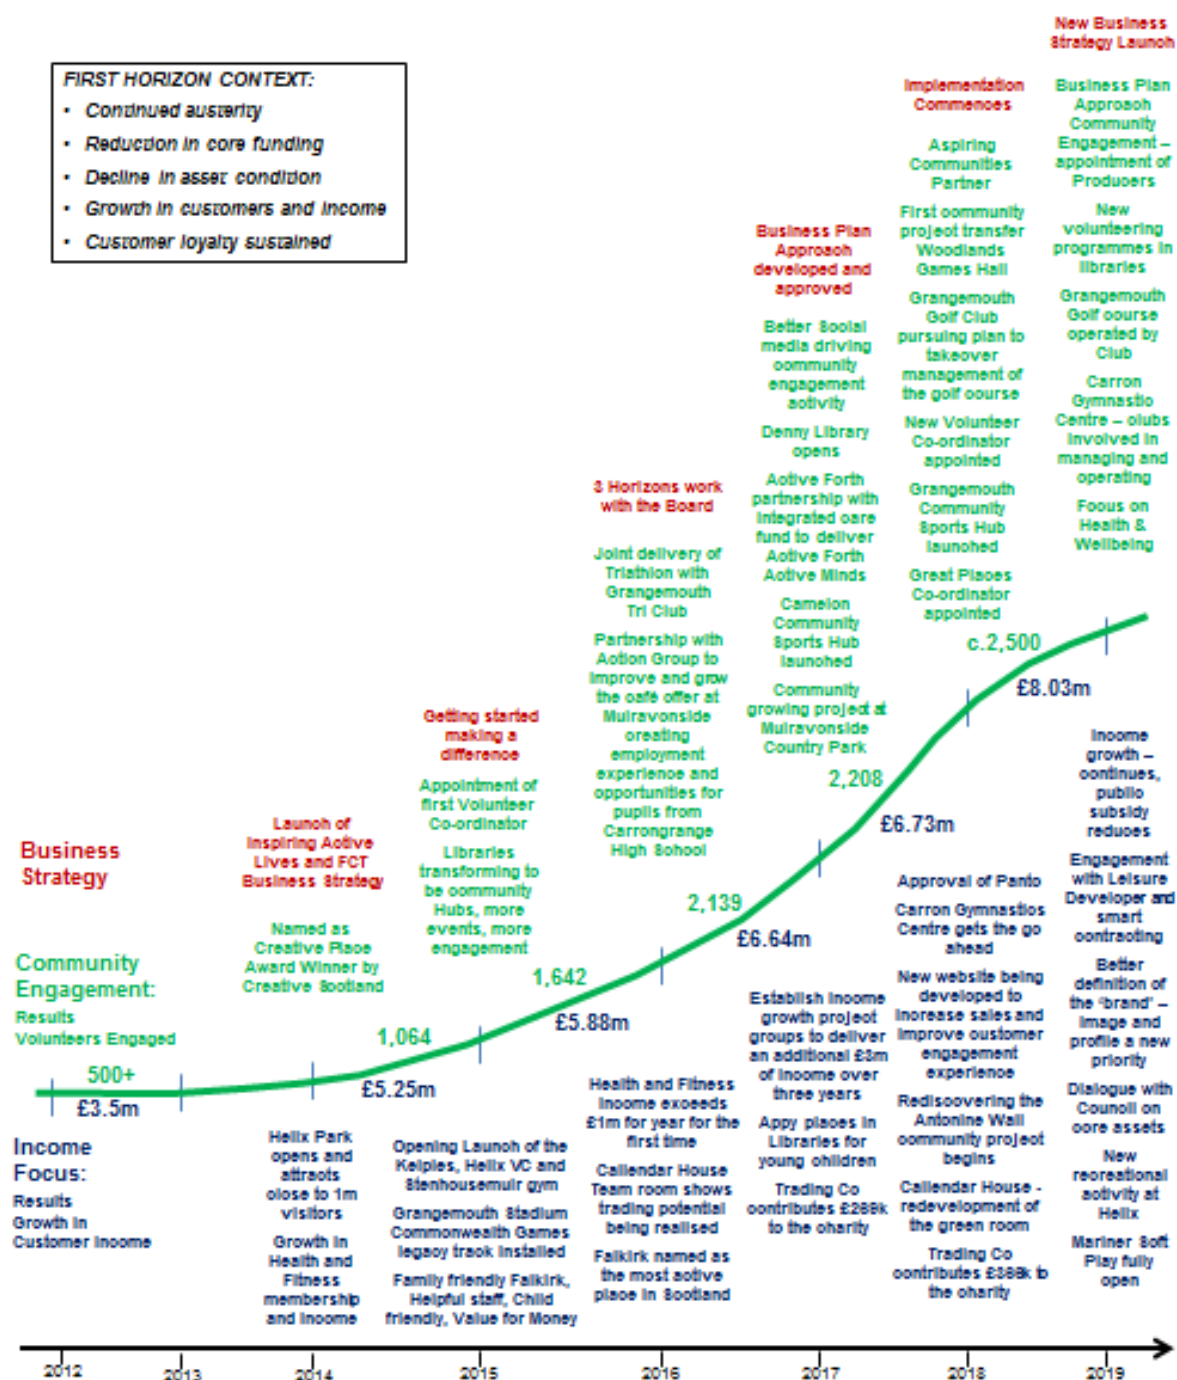 FIRST HORIZON CONTEXT:
• Continued austerity
• Reduction in core funding
• Decline in asset condition
• Growth in customers and income
• Customer loyalty sustained
Business
Strategy
Community
Engagement:
Results
Volunteers Engaged
500+
£3.5m
Income
Focus:
Results
Growth in
Customer Income
Launch of
Inspiring Active
Lives and FCT
Business Strategy
Named as
Creative Place
Award Winner by
Creative Scotland
1,064
£5.25m
Helix Park
opens and
attracts
close to 1m
visitors
Growth in
Health and
Fitness
membership
and income
Getting started
making a
difference
Appointment of
first Volunteer
Co-ordinator
Libraries
transforming to
be community
Hubs, more
events, more
engagement
1,642
£5.88m
Opening Launch of the
Kelpies, Helix VC and
Stenhousemuir gym
Grangemouth Stadium
Commonwealth Games
legacy track installed
Family friendly Falkirk,
Helpful staff, Child
friendly, Value for Money
3 Horizons work
with the Board
Joint delivery of
Triathlon with
Grangemouth
Tri Club
Partnership with
Action Group to
improve and grow
the café offer at
Muiravonside
creating
employment
experience and
opportunities for
pupils from
Carrongrange
High School
2,139
£6.64m
Health and Fitness
income exceeds
£1m for year for the
first time
Callendar House
Team room shows
trading potential
being realised
Falkirk named as
the most active
place in Scotland
Business Plan
Approach
developed and
approved
Better Social
media driving
community
engagement
activity
Denny Library
opens
Active Forth
partnership with
integrated care
fund to deliver
Active Forth
Active Minds
Camelon
Community
Sports Hub
launched
Community
growing project at
Muiravonside
Country Park
2,208
£6.73m
Establish income
growth project
groups to deliver
an additional £3m
of income over
three years
Appy places in
Libraries for
young children
Trading Co
contributes £269k
to the charity
Implementation
Commences
Aspiring
Communities
Partner
First community
project transfer
Woodlands
Games Hall
Grangemouth
Golf Club
pursuing plan to
takeover
management of
the golf course
New Volunteer
Co-ordinator
appointed
Grangemouth
Community
Sports Hub
launched
Great Places
Co-ordinator
appointed
c.2,500
£8.03m
Approval of Panto
Carron Gymnastics
Centre gets the go
ahead
New website being
developed to
increase sales and
improve customer
engagement
experience
Rediscovering the
Antonine Wall
community project
begins
Callendar House -
redevelopment of
the green room
Trading Co
contributes to
the charity
New Business
Strategy Launch
Business Plan
Approach
Community
Engagement –
appointment of
Producers
New
volunteering
programmes in
libraries
Grangemouth
Golf course
operated by
Club
Carron
Gymnastic
Centre – clubs
involved in
managing and
operating
Focus on
Health &
Wellbeing
Income
growth –
continues,
public
subsidy
reduces
Engagement
with Leisure
Developer and
smart
contracting
Better
definition of
the 'brand' –
image and
profile a new
priority
Dialogue with
Council on
core assets
New
recreational
activity at
Helix
Mariner Soft
Play fully
open
2012
2013
2014
2015
2016
2017
2018
2019